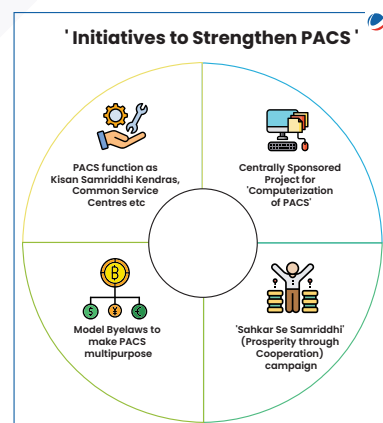 ' Initiatives to Strengthen PACS '
PACS function as
Kisan Samriddhi Kendras,
Common Service
Centres etc
Centrally Sponsored
Project for
'Computerization
of PACS'
Model Byelaws to
make PACS
multipurpose
'Sahkar Se Samriddhi'
(Prosperity through
Cooperation)
campaign